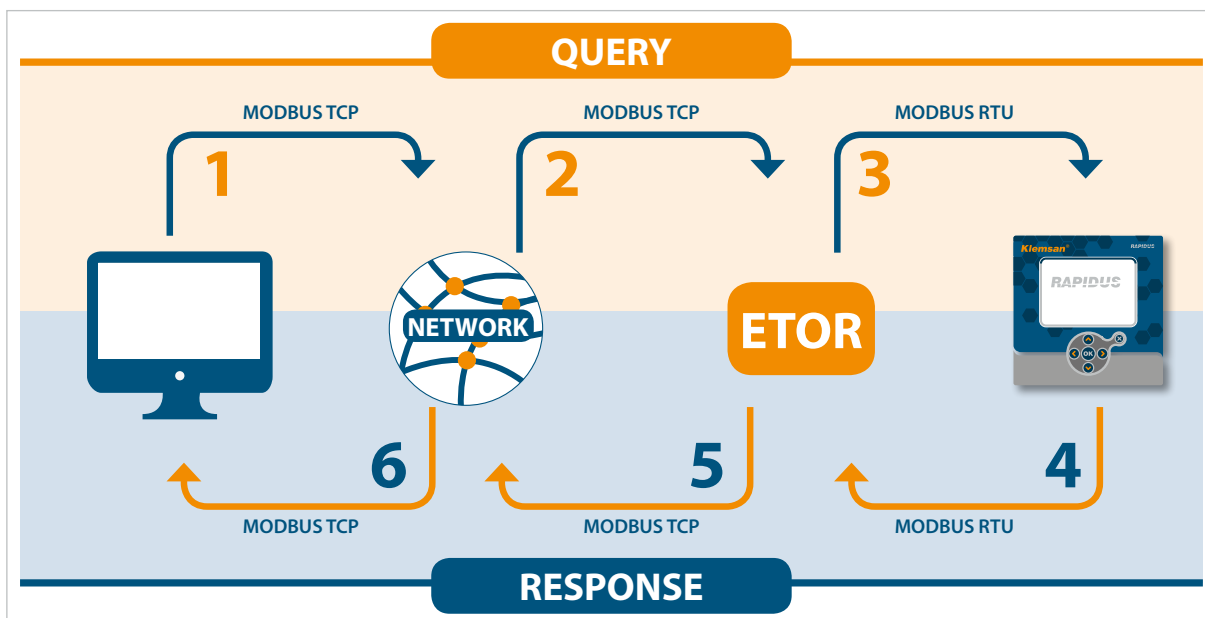 QUERY
MODBUS TCP
MODBUS TCP
MODBUS RTU
1
2
3
Klemsan®
RAPIDUS
RAPIDUS
NETWORK
ETOR
OK
6
5
4
MODBUS TCP
MODBUS TCP
MODBUS RTU
RESPONSE